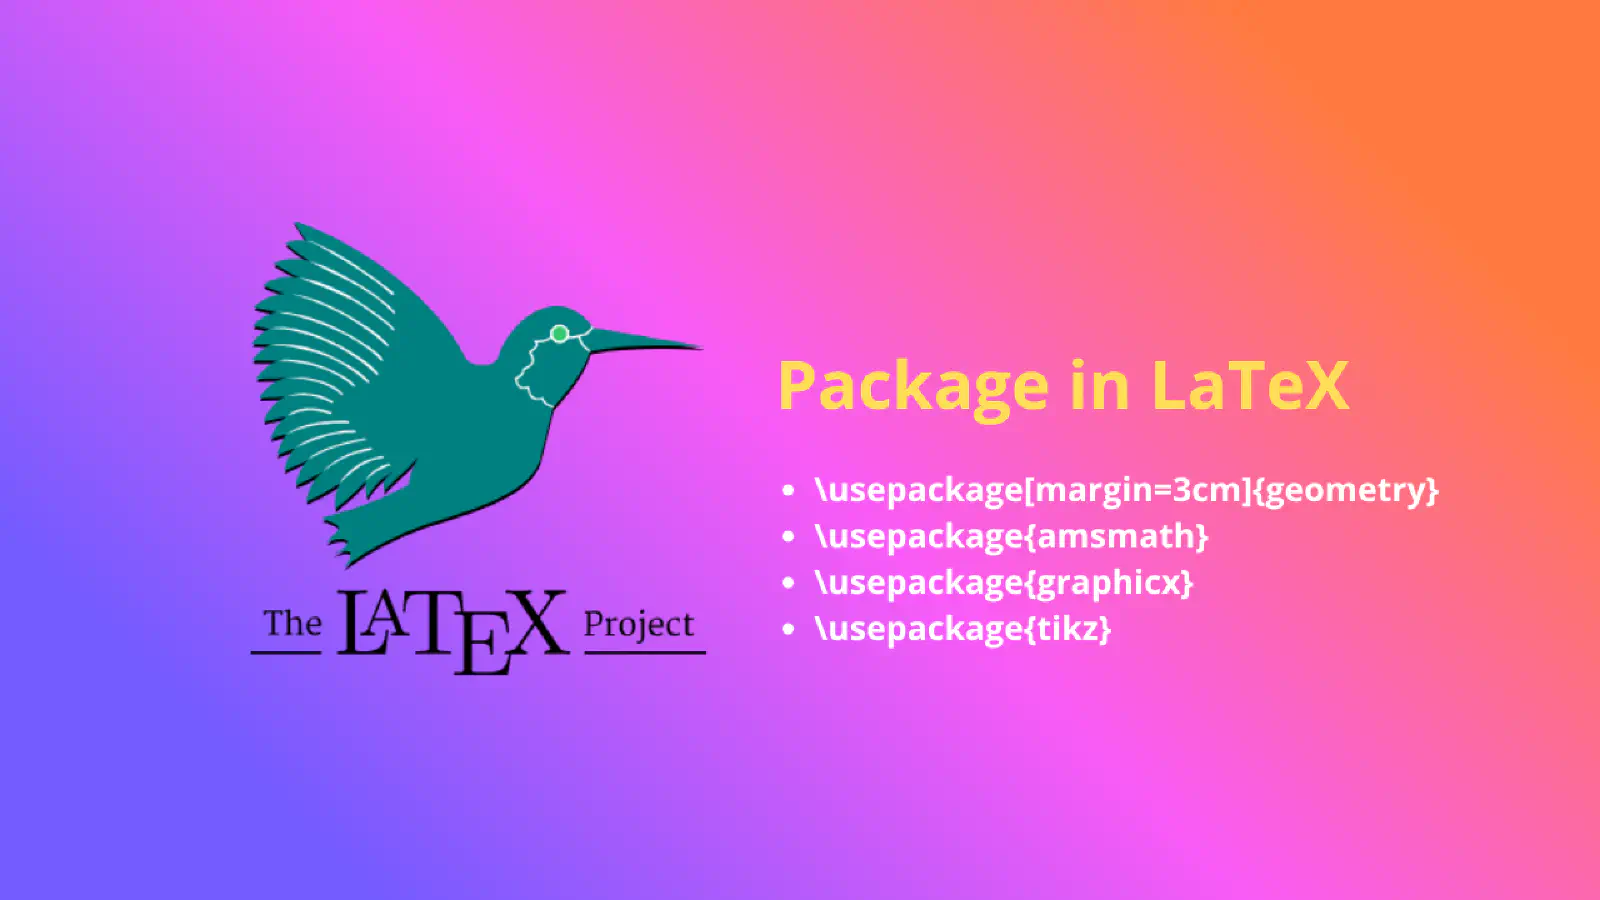 The LATEX Project
Package in LaTeX
\usepackage[margin=3cm]{geometry}
\usepackage{amsmath}
\usepackage{graphicx}
\usepackage{tikz}